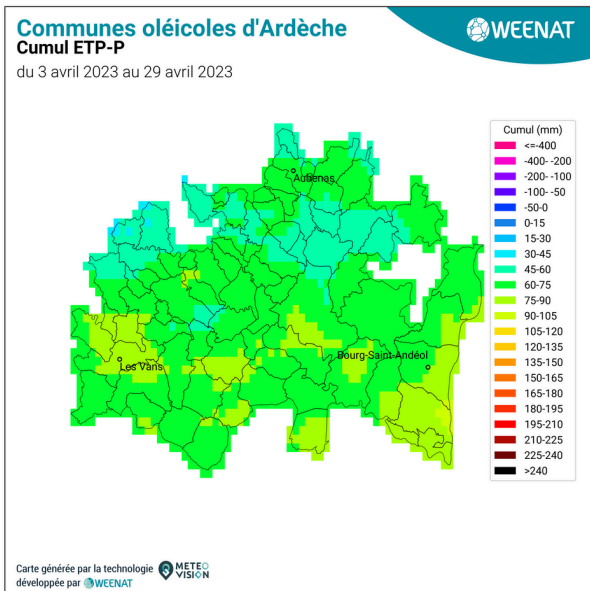 Communes oléicoles d'Ardèche
Cumul ETP-P
du 3 avril 2023 au 29 avril 2023
WEENAT
Aubenas
Les Vans
Bourg-Saint-Andéol
Cumul (mm)
<=-400
-400--200
-200--100
-100--50
-50-0
0-15
15-30
30-45
45-60
60-75
75-90
90-105
105-120
120-135
135-150
150-165
165-180
180-195
195-210
210-225
225-240
>240
Carte générée par la technologie
METEO VISION
développée par WEENAT